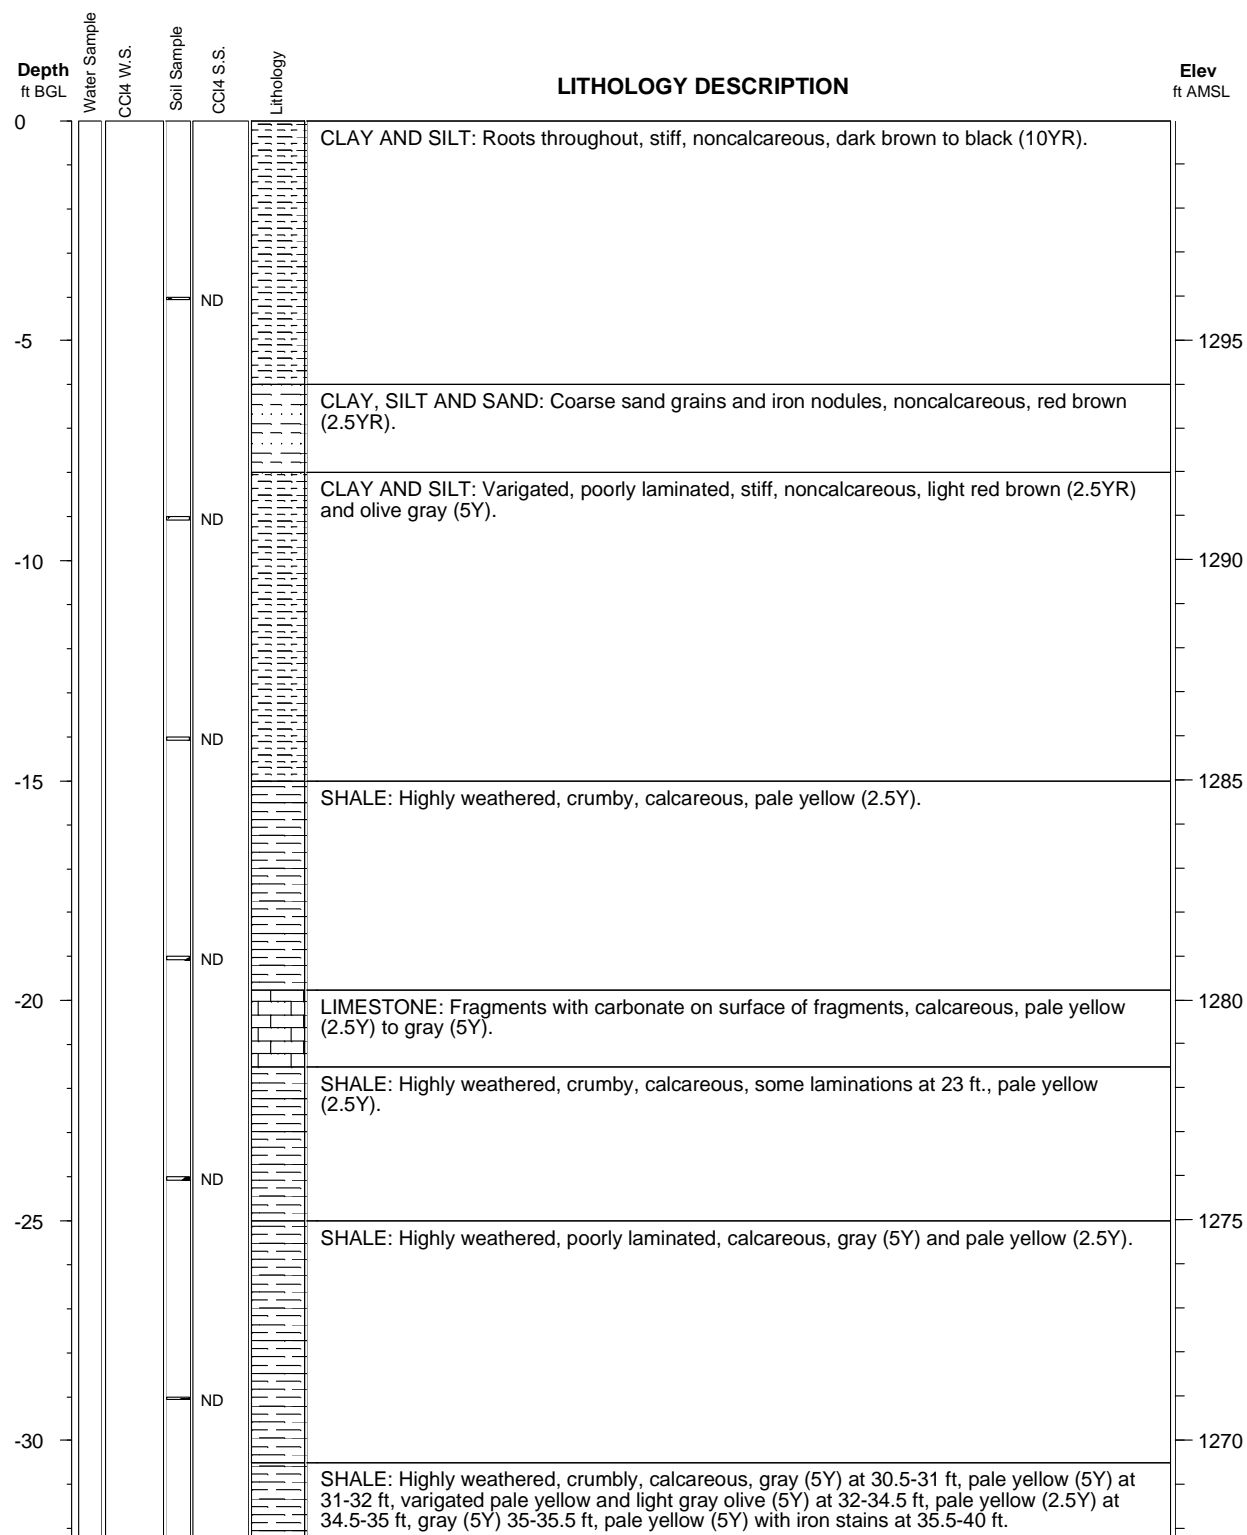 Depth
ft BGL
Water Sample
CCl4 W.S.
Soil Sample
CCl4 S.S.
Lithology
LITHOLOGY DESCRIPTION
Elev
ft AMSL
0
CLAY AND SILT: Roots throughout, stiff, noncalcareous, dark brown to black (10YR).
ND
-5
1295
CLAY, SILT AND SAND: Coarse sand grains and iron nodules, noncalcareous, red brown
(2.5YR).
CLAY AND SILT: Varigated, poorly laminated, stiff, noncalcareous, light red brown (2.5YR)
and olive gray (5Y).
ND
-10
1290
ND
-15
1285
SHALE: Highly weathered, crumby, calcareous, pale yellow (2.5Y).
ND
-20
1280
LIMESTONE: Fragments with carbonate on surface of fragments, calcareous, pale yellow
(2.5Y) to gray (5Y).
SHALE: Highly weathered, crumby, calcareous, some laminations at 23 ft., pale yellow
(2.5Y).
ND
-25
1275
SHALE: Highly weathered, poorly laminated, calcareous, gray (5Y) and pale yellow (2.5Y).
ND
-30
1270
SHALE: Highly weathered, crumbly, calcareous, gray (5Y) at 30.5-31 ft, pale yellow (5Y) at
31-32 ft, varigated pale yellow and light gray olive (5Y) at 32-34.5 ft, pale yellow (2.5Y) at
34.5-35 ft, gray (5Y) 35-35.5 ft, pale yellow (5Y) with iron stains at 35.5-40 ft.